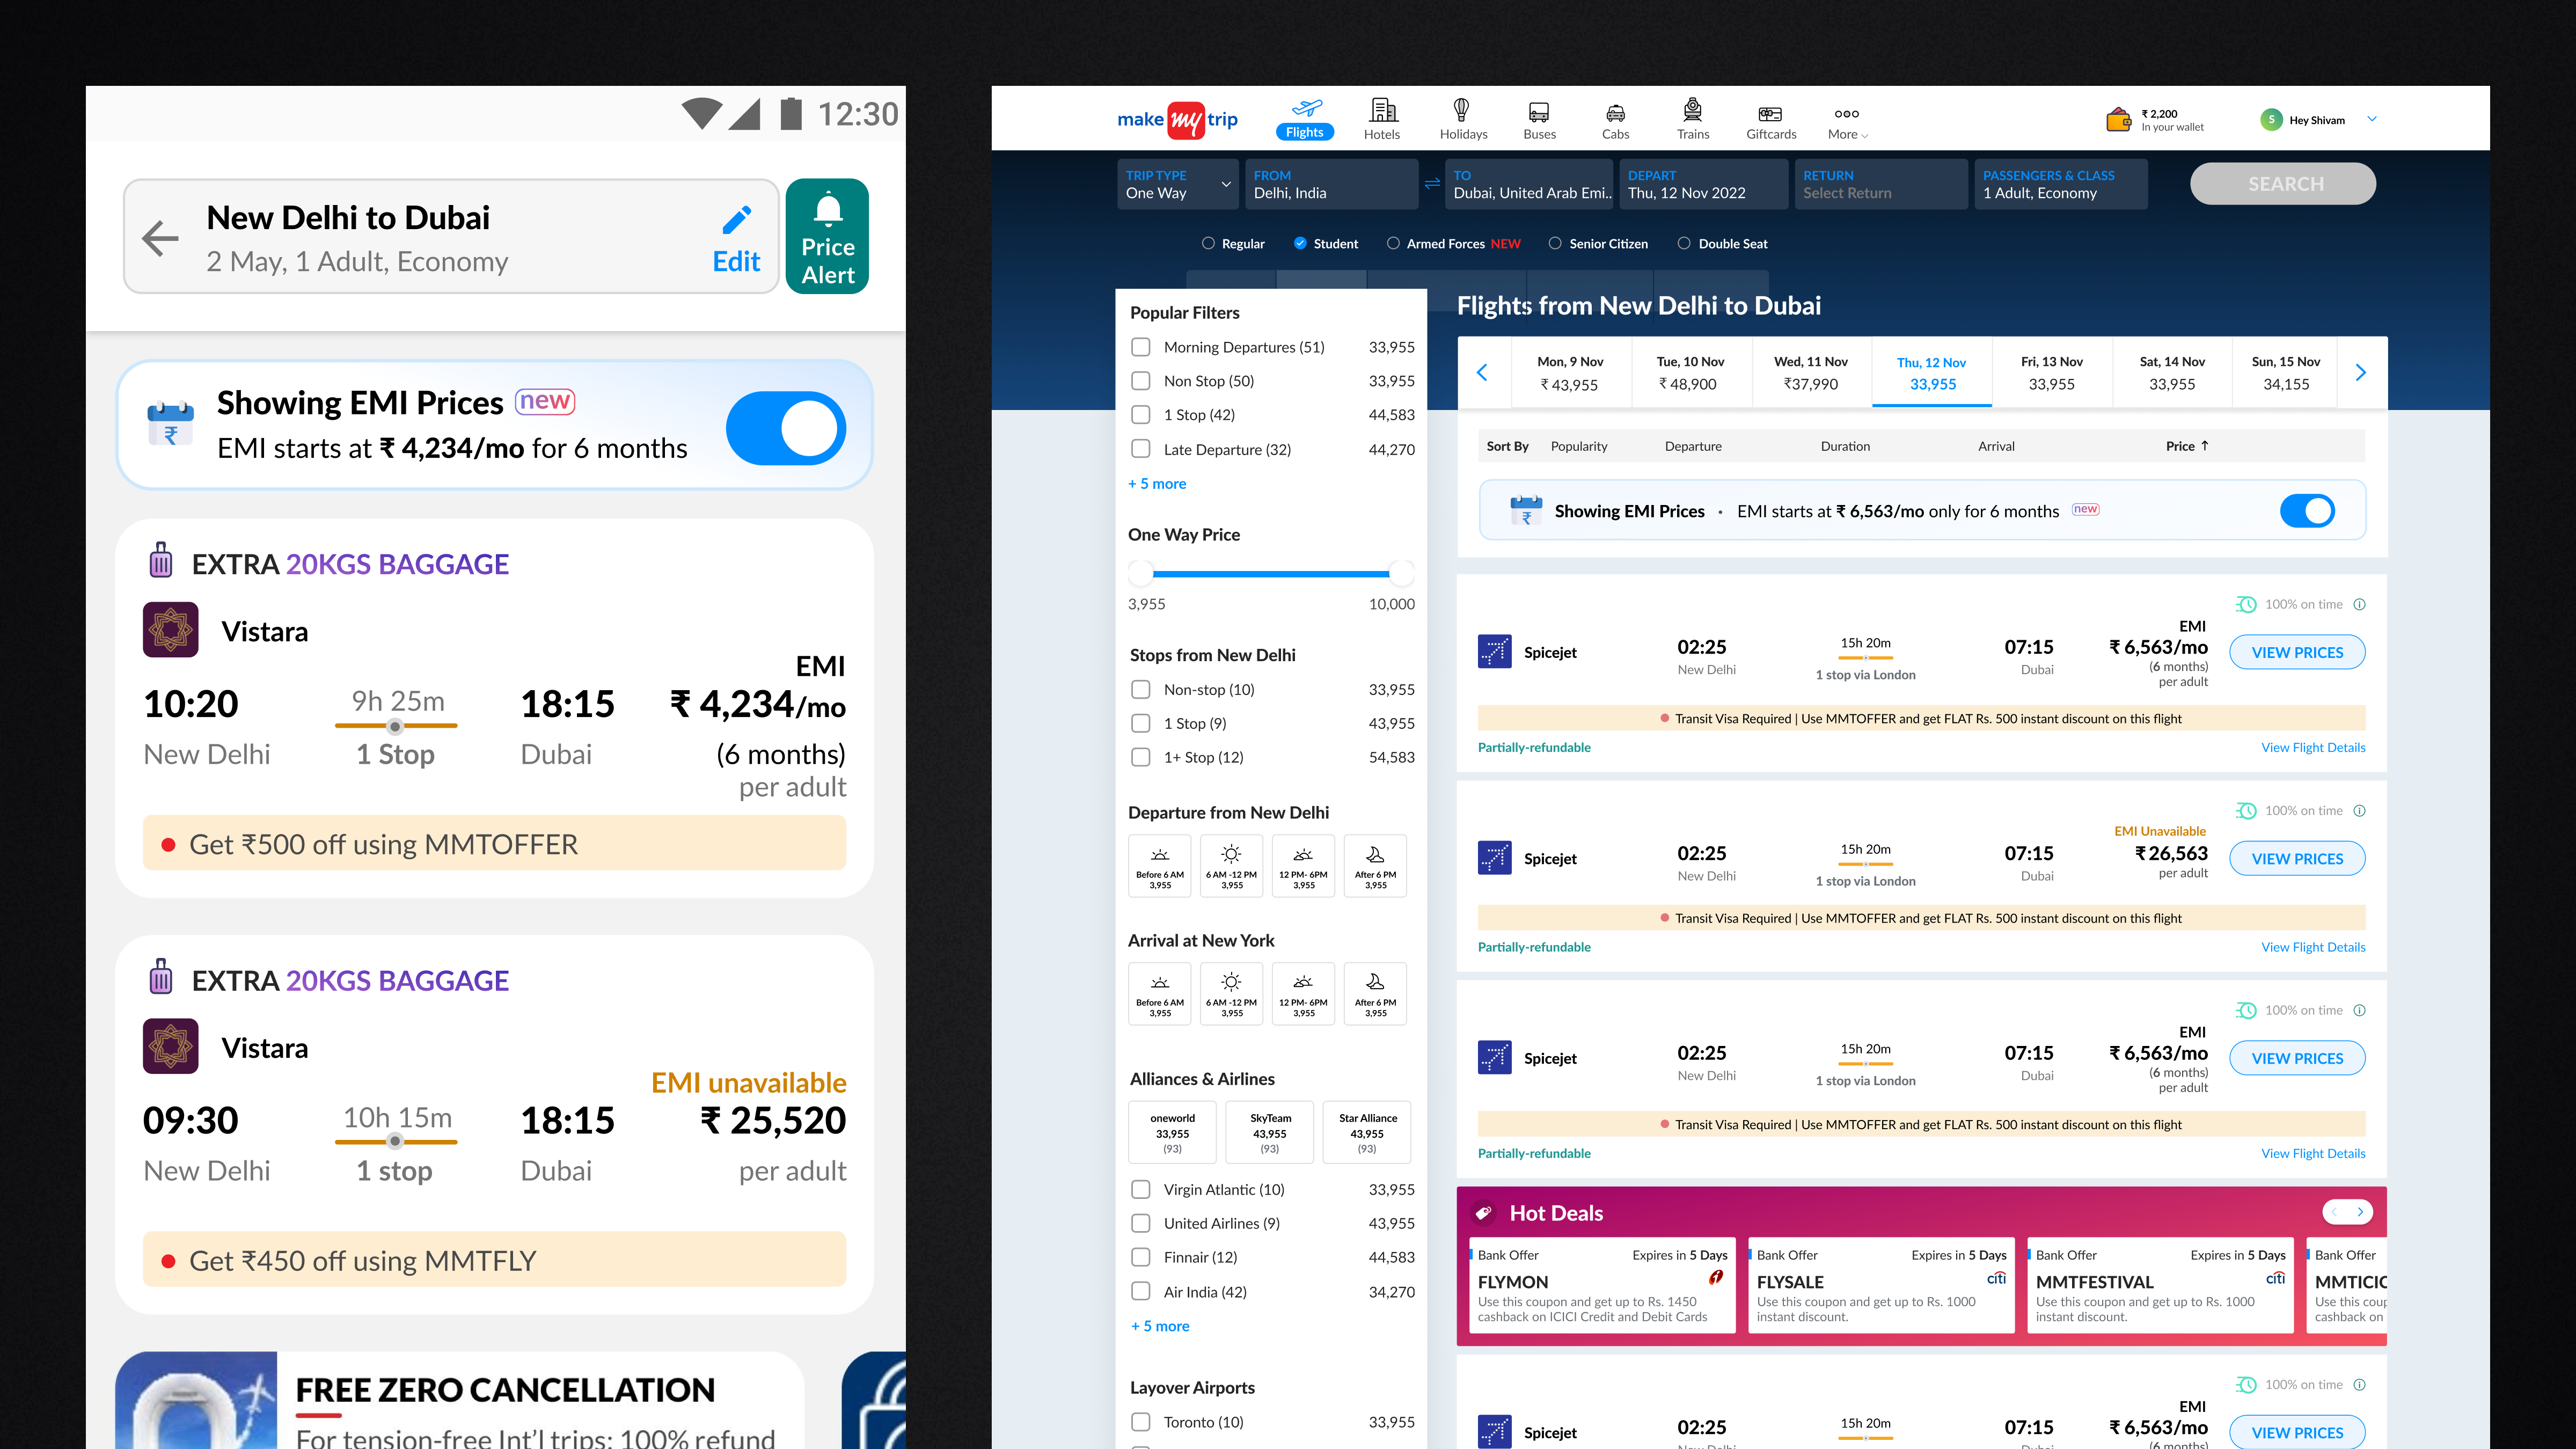 12:30
New Delhi to Dubai
2 May, 1 Adult, Economy
Edit
Price
Alert
Showing EMI Prices new
EMI starts at ₹ 4,234/mo for 6 months
EXTRA 20KGS BAGGAGE
Vistara
EMI
10:20 9h 25m 18:15 ₹ 4,234/mo
New Delhi 1 Stop Dubai (6 months)
per adult
Get ₹500 off using MMTOFFER
EXTRA 20KGS BAGGAGE
Vistara
EMI unavailable
09:30 10h 15m 18:15 ₹ 25,520
New Delhi 1 stop Dubai per adult
Get ₹450 off using MMTFLY
FREE ZERO CANCELLATION
For tension-free Int'l trips: 100% refund
make my trip
Flights Hotels Holidays Buses Cabs Trains Giftcards More
₹ 2,200
In your wallet
S Hey Shivam
TRIP TYPE
One Way
FROM
Delhi, India
TO
Dubai, United Arab Emi..
DEPART
Thu, 12 Nov 2022
RETURN
Select Return
PASSENGERS & CLASS
1 Adult, Economy
SEARCH
Regular Student Armed Forces NEW Senior Citizen Double Seat
Popular Filters
Morning Departures (51) 33,955
Non Stop (50) 33,955
1 Stop (42) 44,583
Late Departure (32) 44,270
+ 5 more
One Way Price
3,955 10,000
Stops from New Delhi
Non-stop (10) 33,955
1 Stop (9) 43,955
1+ Stop (12) 54,583
Departure from New Delhi
Before 6 AM 6 AM -12 PM 12 PM- 6PM After 6 PM
3,955 3,955 3,955 3,955
Arrival at New York
Before 6 AM 6 AM -12 PM 12 PM- 6PM After 6 PM
3,955 3,955 3,955 3,955
Alliances & Airlines
oneworld SkyTeam Star Alliance
33,955 43,955 43,955
(93) (93) (93)
Virgin Atlantic (10) 33,955
United Airlines (9) 43,955
Finnair (12) 44,583
Air India (42) 34,270
+ 5 more
Layover Airports
Toronto (10) 33,955
Flights from New Delhi to Dubai
Mon, 9 Nov Tue, 10 Nov Wed, 11 Nov Thu, 12 Nov Fri, 13 Nov Sat, 14 Nov Sun, 15 Nov
₹ 43,955 ₹ 48,900 ₹37,990 33,955 33,955 33,955 34,155
Sort By Popularity Departure Duration Arrival Price ↑
Showing EMI Prices • EMI starts at ₹ 6,563/mo only for 6 months new
100% on time
EMI
Spicejet 02:25 15h 20m 07:15 ₹ 6,563/mo VIEW PRICES
New Delhi 1 stop via London Dubai (6 months)
per adult
Transit Visa Required | Use MMTOFFER and get FLAT Rs. 500 instant discount on this flight
Partially-refundable View Flight Details
100% on time
EMI Unavailable
Spicejet 02:25 15h 20m 07:15 ₹ 26,563 VIEW PRICES
New Delhi 1 stop via London Dubai per adult
Transit Visa Required | Use MMTOFFER and get FLAT Rs. 500 instant discount on this flight
Partially-refundable View Flight Details
100% on time
EMI
Spicejet 02:25 15h 20m 07:15 ₹ 6,563/mo VIEW PRICES
New Delhi 1 stop via London Dubai (6 months)
per adult
Transit Visa Required | Use MMTOFFER and get FLAT Rs. 500 instant discount on this flight
Partially-refundable View Flight Details
Hot Deals
Bank Offer Expires in 5 Days
FLYMON
Use this coupon and get up to Rs. 1450
cashback on ICICI Credit and Debit Cards
Bank Offer Expires in 5 Days
FLYSALE citi
Use this coupon and get up to Rs. 1000
instant discount.
Bank Offer Expires in 5 Days
MMTFESTIVAL citi
Use this coupon and get up to Rs. 1000
instant discount.
Bank Offer
MMTICIC
Use this coup
cashback on
100% on time
EMI
Spicejet 02:25 15h 20m 07:15 ₹ 6,563/mo VIEW PRICES